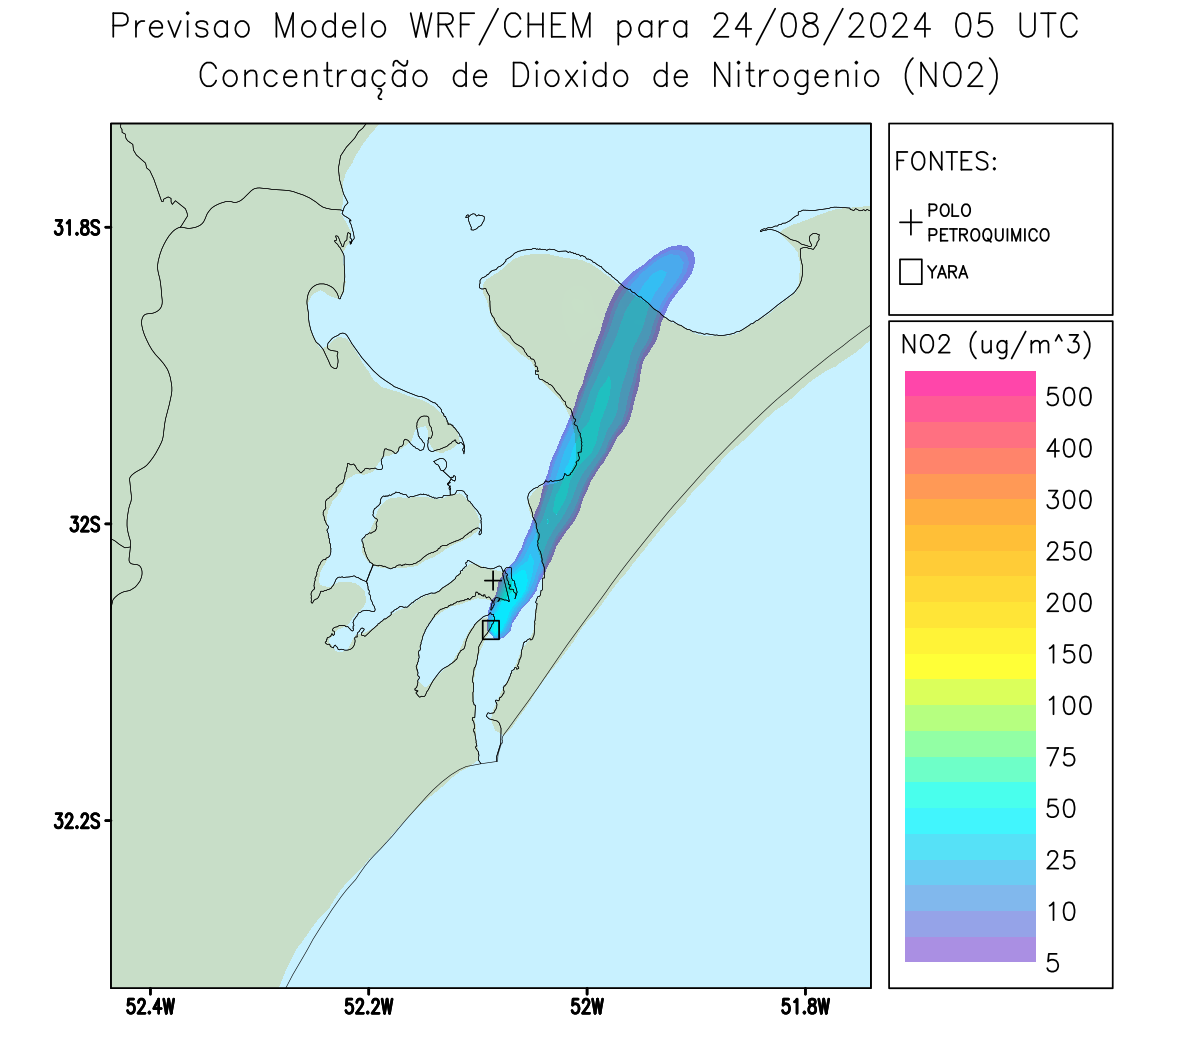 Previsao Modelo WRF/CHEM para 24/08/2024 05 UTC
Concentração de Dioxido de Nitrogenio (NO2)
FONTES:
POLO
PETROQUIMICO
YARA
NO2 (ug/m^3)
500
400
300
250
200
150
100
75
50
25
10
5
31.8S
32S
32.2S
52.4W
52.2W
52W
51.8W